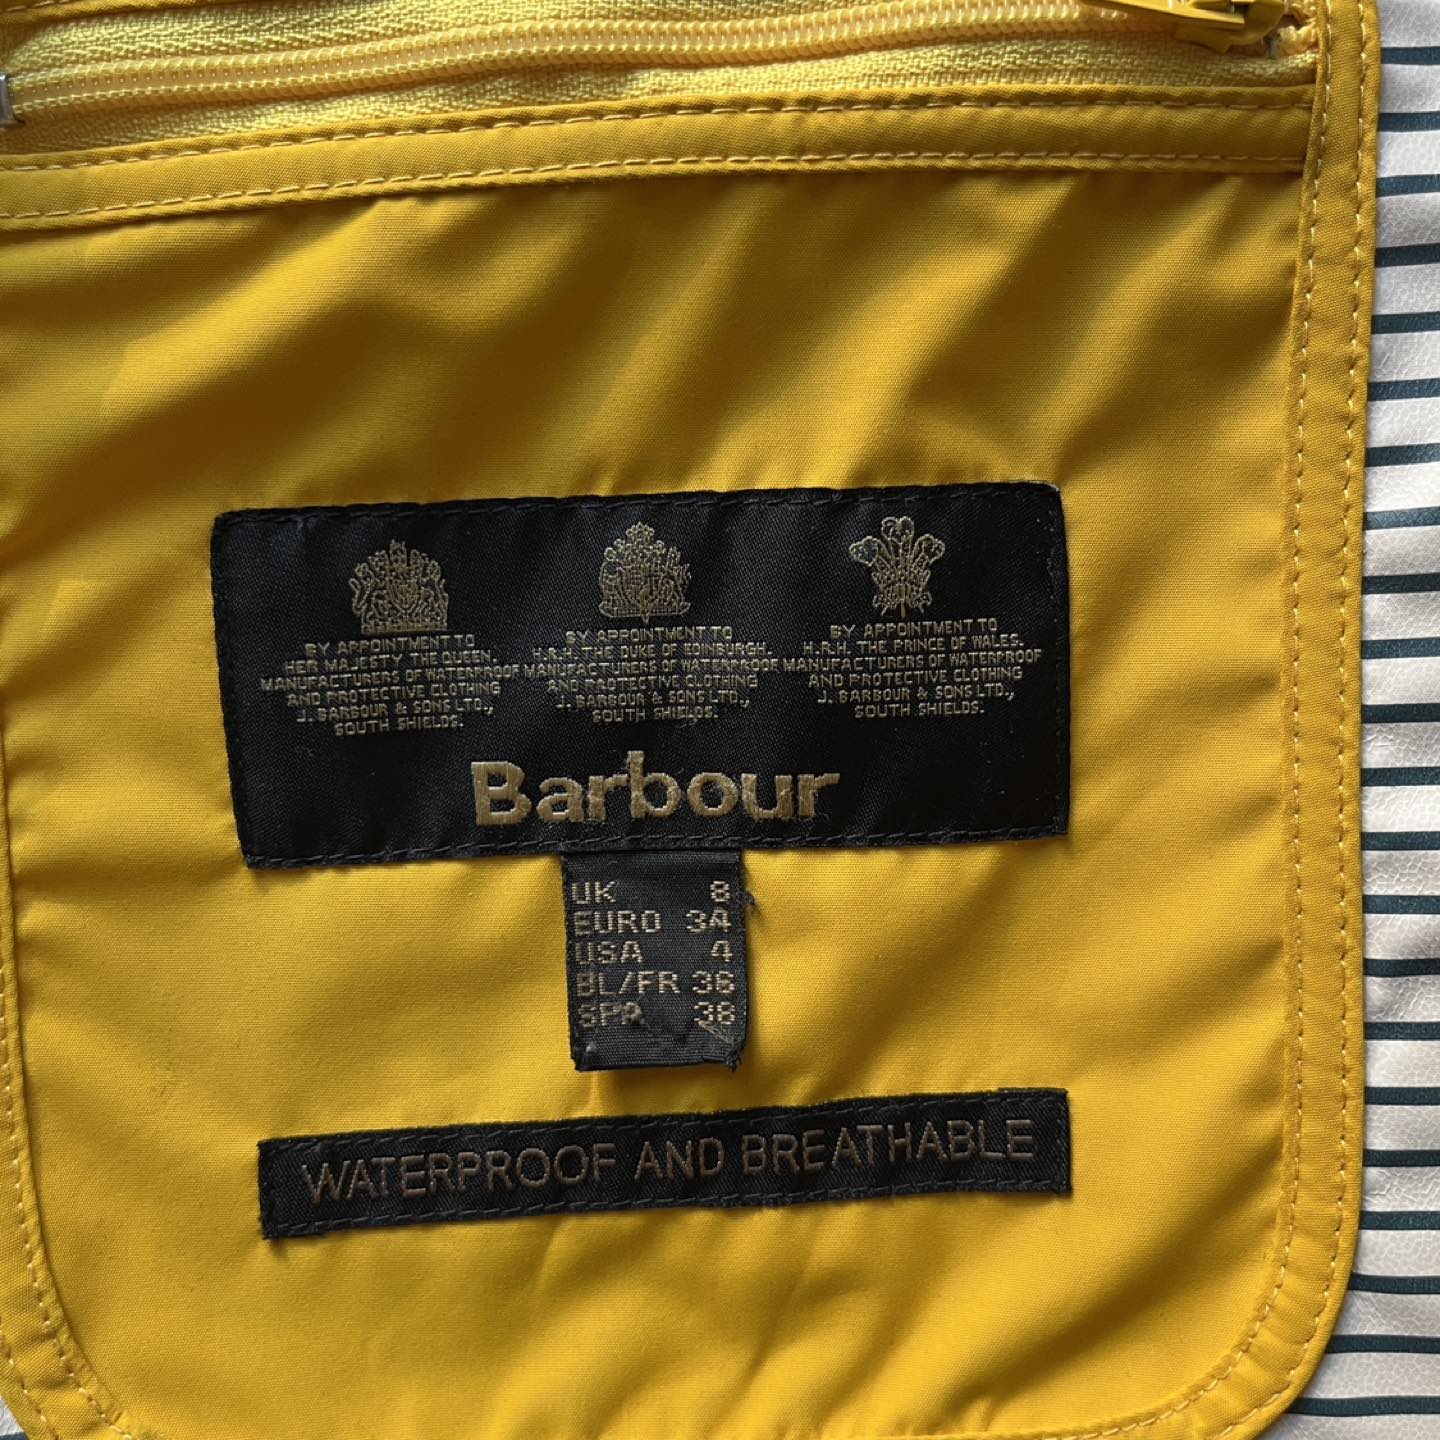 BY APPOINTMENT TO
HER MAJESTY THE QUEEN.
MANUFACTURERS OF WATERPROOF
AND PROTECTIVE CLOTHING
J. BARBOUR & SONS LTD.,
SOUTH SHIELDS.
BY APPOINTMENT TO
H.R.H. THE DUKE OF EDINBURGH.
MANUFACTURERS OF WATERPROOF
AND PROTECTIVE CLOTHING
J. BARBOUR & SONS LTD.,
SOUTH SHIELDS.
BY APPOINTMENT TO
H.R.H. THE PRINCE OF WALES.
MANUFACTURERS OF WATERPROOF
AND PROTECTIVE CLOTHING
J. BARBOUR & SONS LTD.,
SOUTH SHIELDS.
Barbour
UK 8
EURO 34
USA 4
BL/FR 36
SPA 38
WATERPROOF AND BREATHABLE